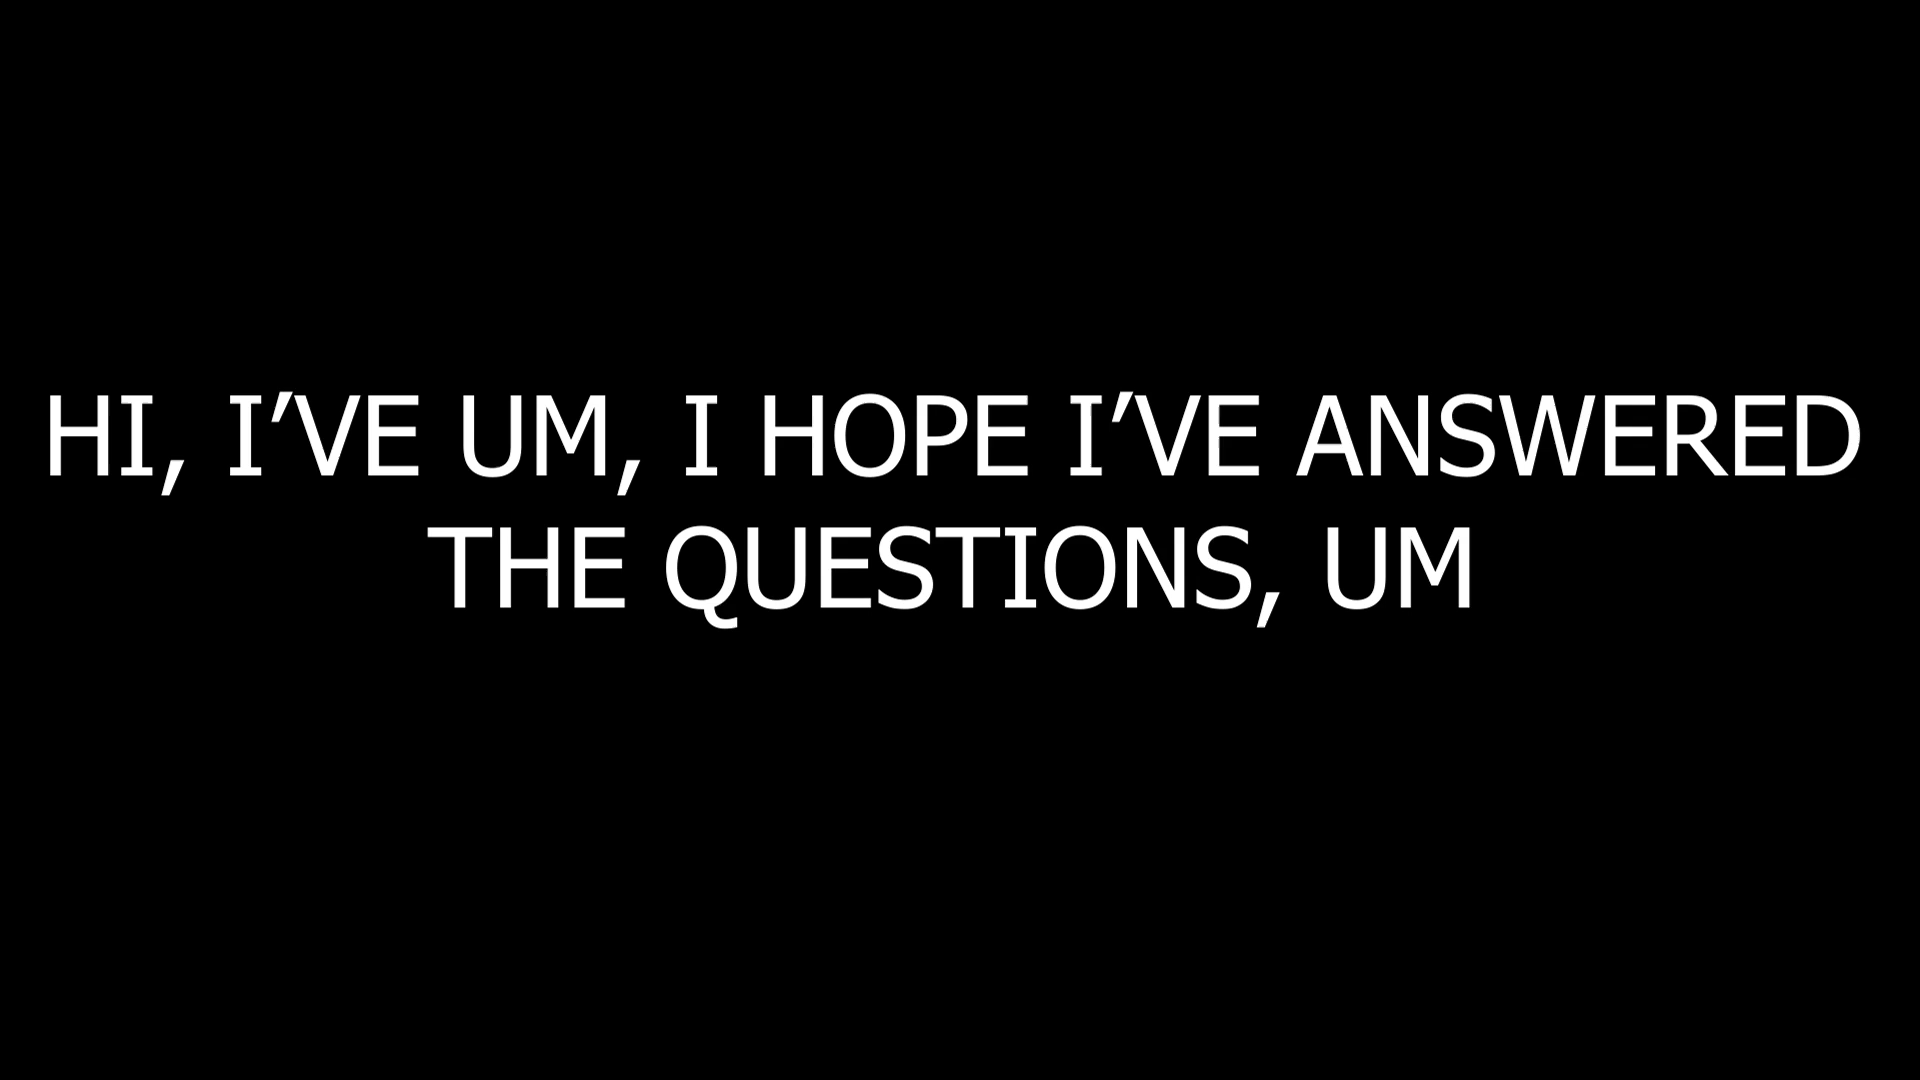 HI, I’VE UM, I HOPE I’VE ANSWERED
THE QUESTIONS, UM